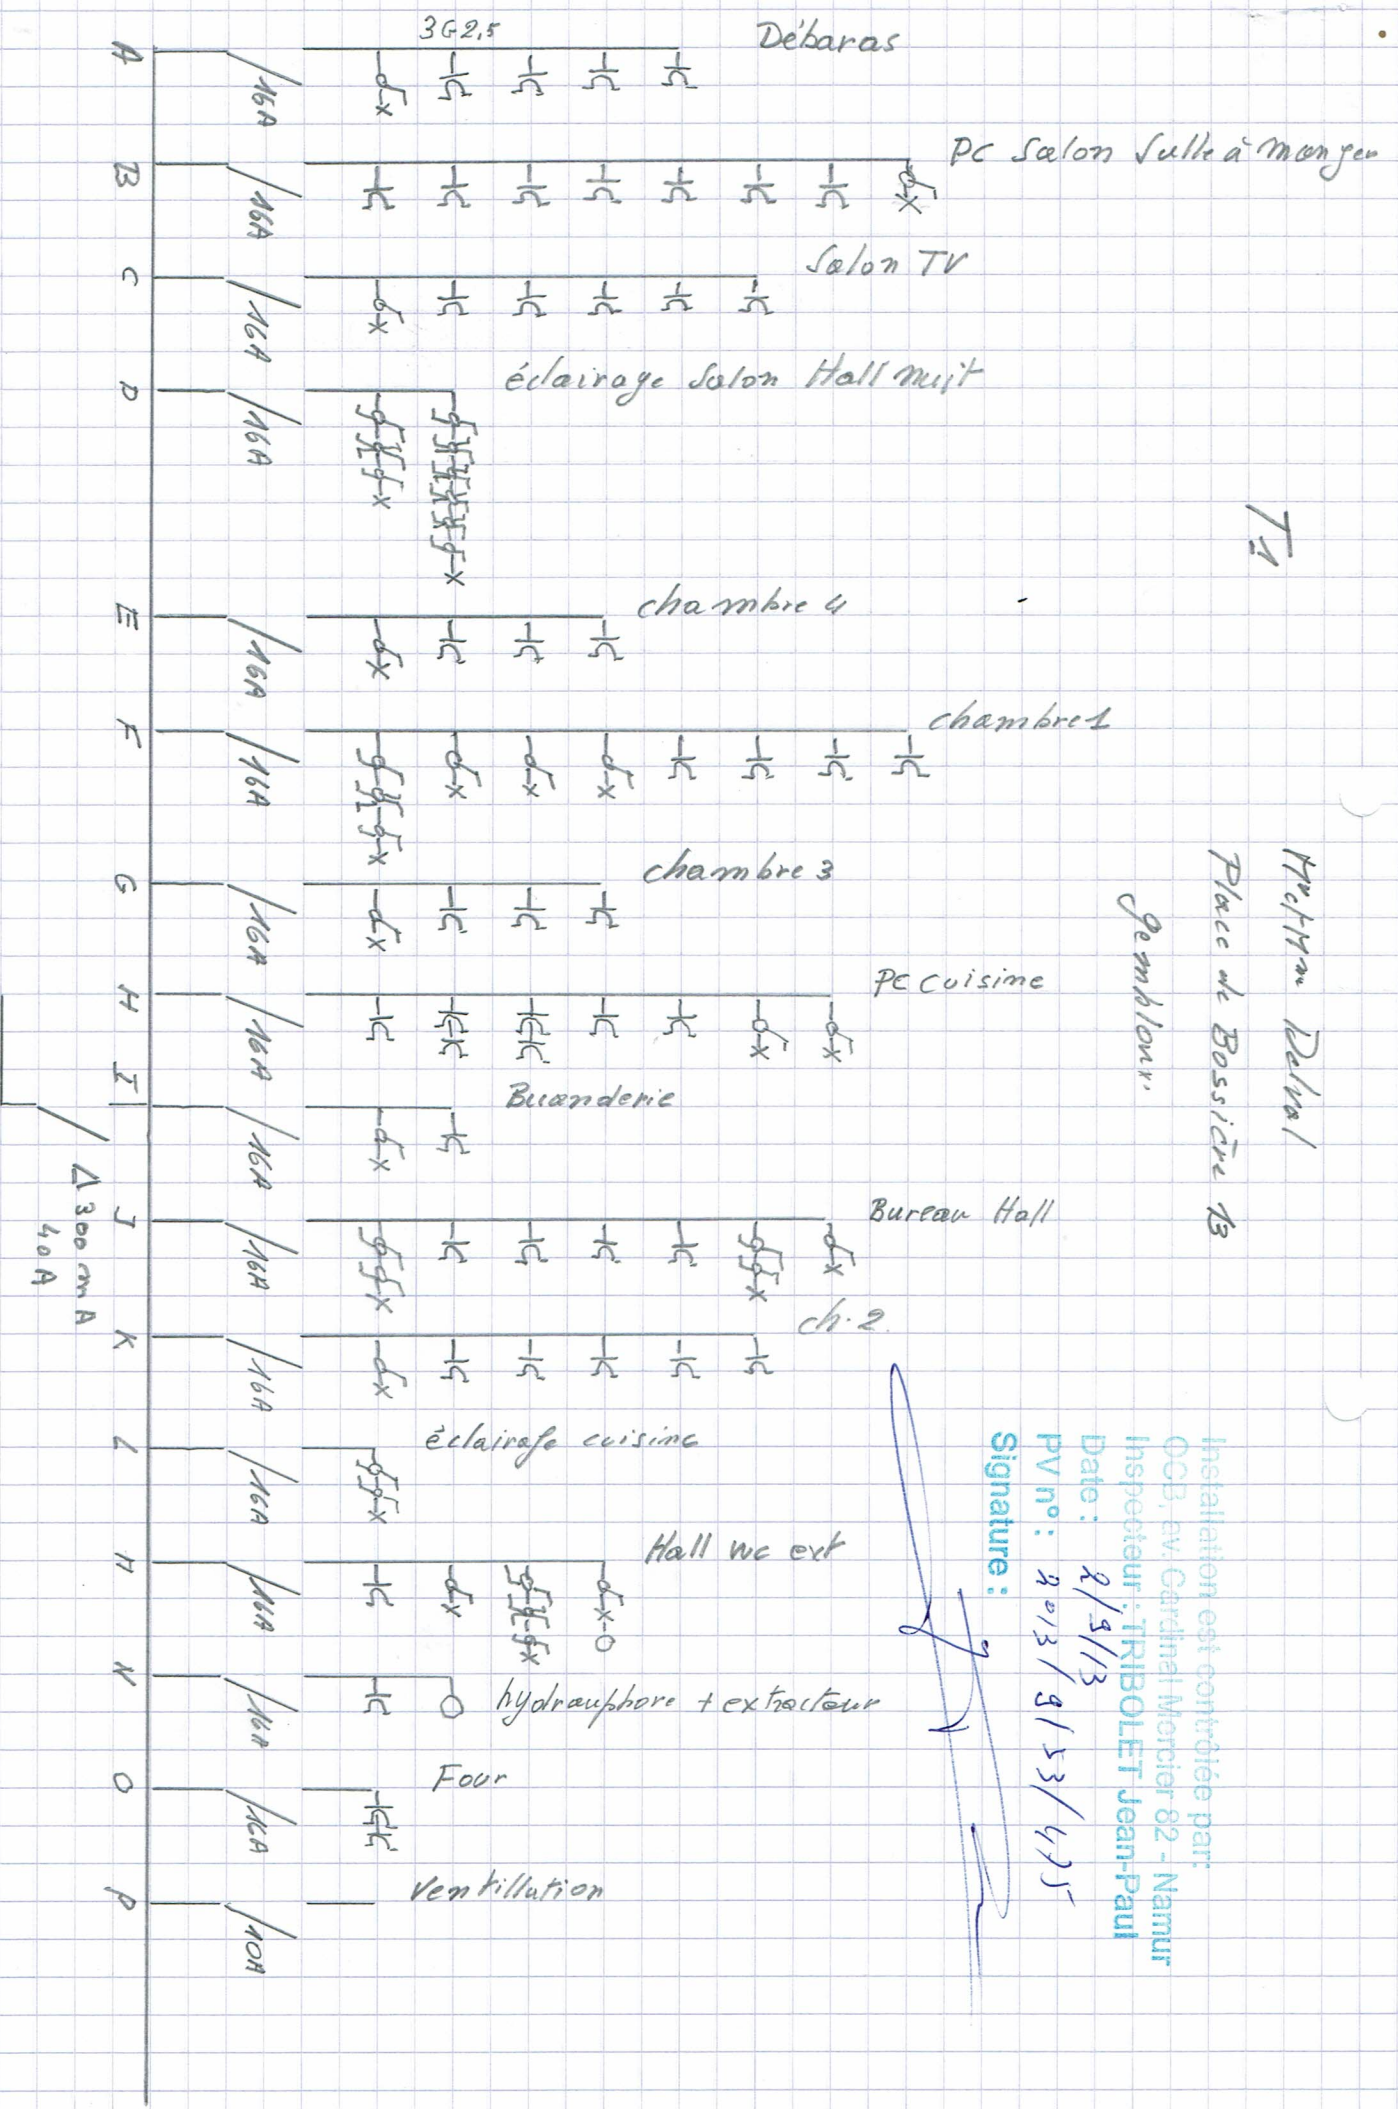 3G2,5
Débaras
A
16A
PC Salon Salle à manger
B
16A
Salon TV
C
16A
éclairage Salon Hall nuit
D
16A
chambre 4
E
16A
chambre 1
F
16A
chambre 3
G
16A
PC cuisine
H
16A
Buanderie
I
16A
Bureau Hall
J
16A
ch. 2
K
16A
éclairage cuisine
L
16A
Hall wc ext
M
16A
hydrauphore + extracteur
N
16A
Four
O
16A
Ventillation
P
10A
Δ 300 mA
40A
T1
Mr et Mme Delval
Place de Bossière 13
Gembloux.
Installation est contrôlée par:
OCB, av. Cardinal Mercier 82 - Namur
Inspecteur : TRIBOLET Jean-Paul
Date : 2/9/13
PV n° : 2013/9/53/475
Signature :